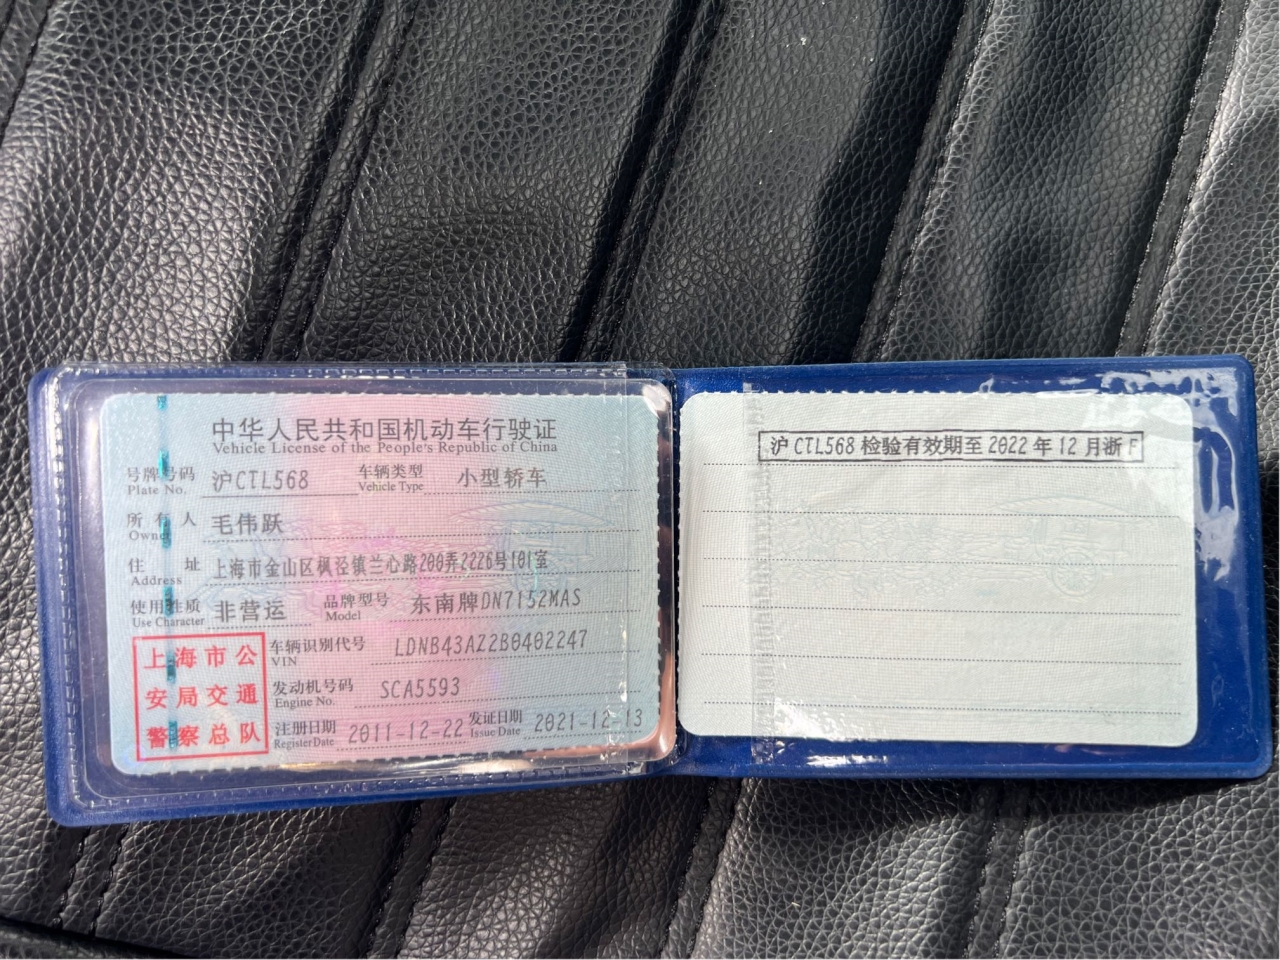 中华人民共和国机动车行驶证
Vehicle License of the People's Republic of China
号牌号码 沪CTL568 车辆类型 小型轿车
Plate No. Vehicle Type
所有人 毛伟跃
Owner
住址 上海市金山区枫泾镇兰心路200弄2226号101室
Address
使用性质 非营运 品牌型号 东南牌DN7152MAS
Use Character Model
上海市公
安局交通
警察总队
车辆识别代号 LDNB43AZ2B0402247
VIN
发动机号码 SCA5593
Engine No.
注册日期 2011-12-22 发证日期 2021-12-13
Register Date Issue Date
沪CTL568 检验有效期至 2022 年 12 月浙F